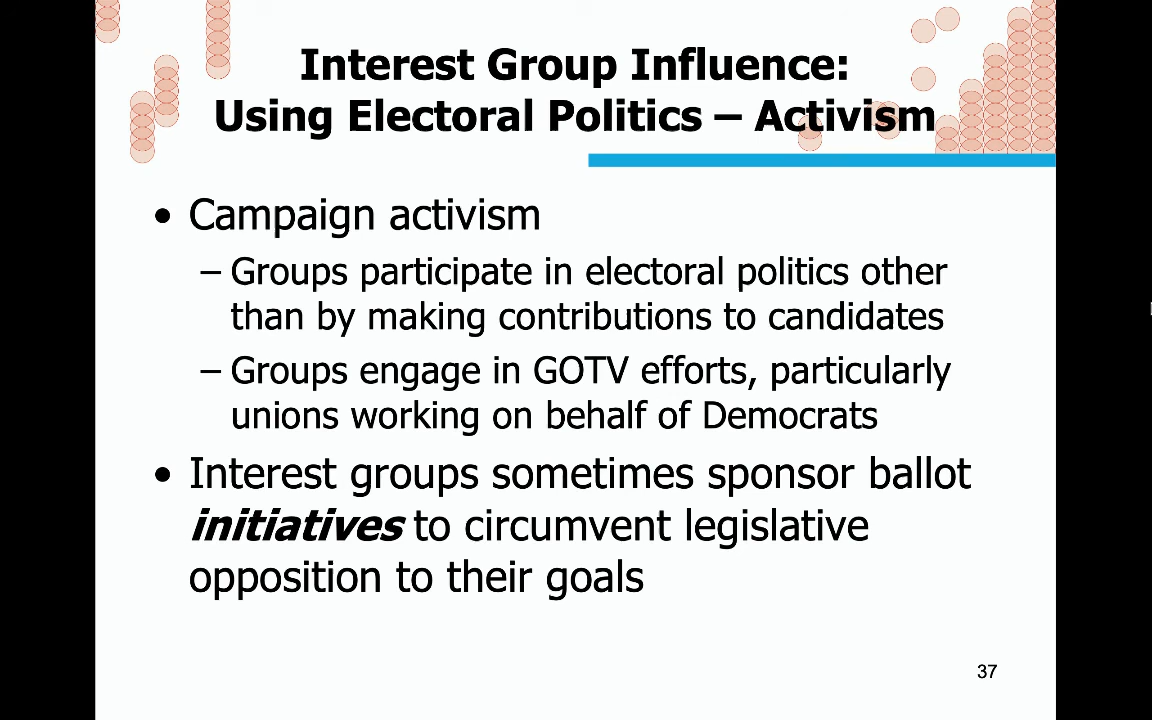 Interest Group Influence:
Using Electoral Politics – Activism
• Campaign activism
– Groups participate in electoral politics other
than by making contributions to candidates
– Groups engage in GOTV efforts, particularly
unions working on behalf of Democrats
• Interest groups sometimes sponsor ballot
initiatives to circumvent legislative
opposition to their goals
37